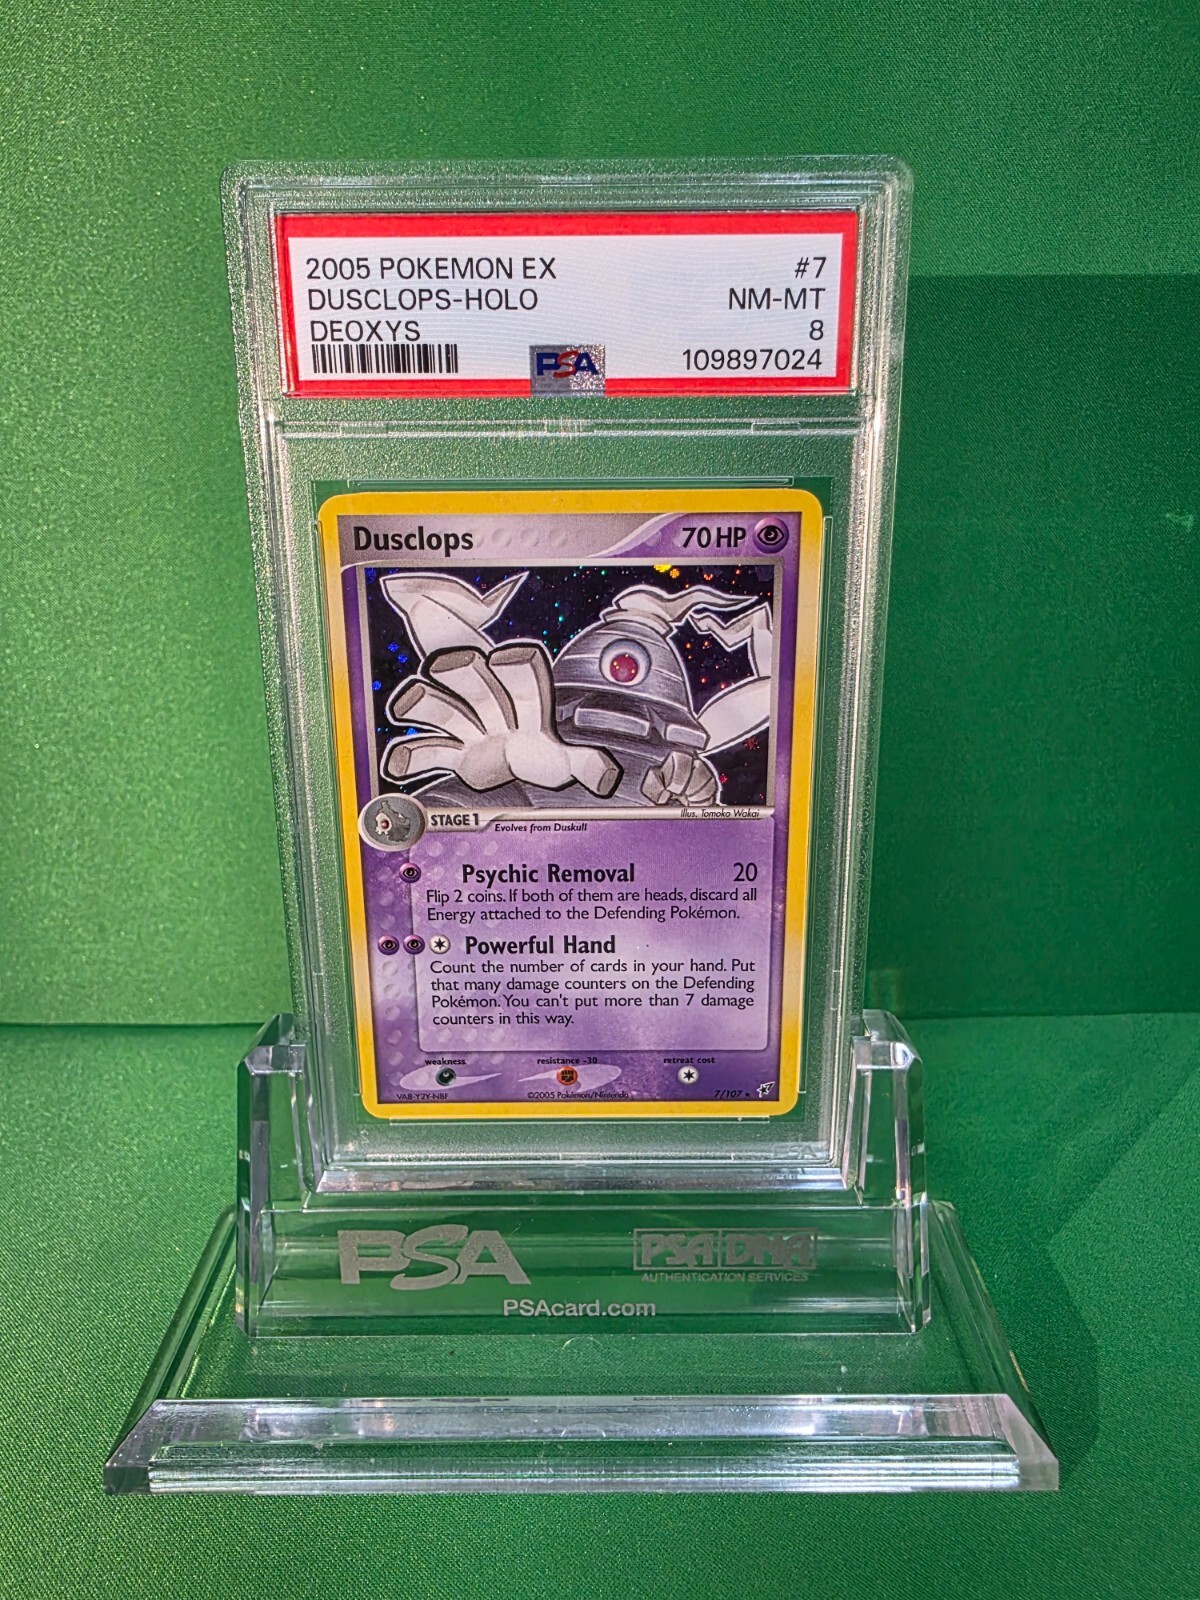 2005 POKEMON EX #7
DUSCLOPS-HOLO NM-MT
DEOXYS 8
PSA 109897024
Dusclops 70 HP
STAGE 1
Illus. Tomoko Wakai
Evolves from Duskull
Psychic Removal 20
Flip 2 coins. If both of them are heads, discard all
Energy attached to the Defending Pokémon.
Powerful Hand
Count the number of cards in your hand. Put
that many damage counters on the Defending
Pokémon. You can't put more than 7 damage
counters in this way.
weakness resistance -30 retreat cost
VAB-Y2Y-NBF ©2005 Pokémon/Nintendo 7/107 ★
PSA PSA/DNA
AUTHENTICATION SERVICES
PSAcard.com